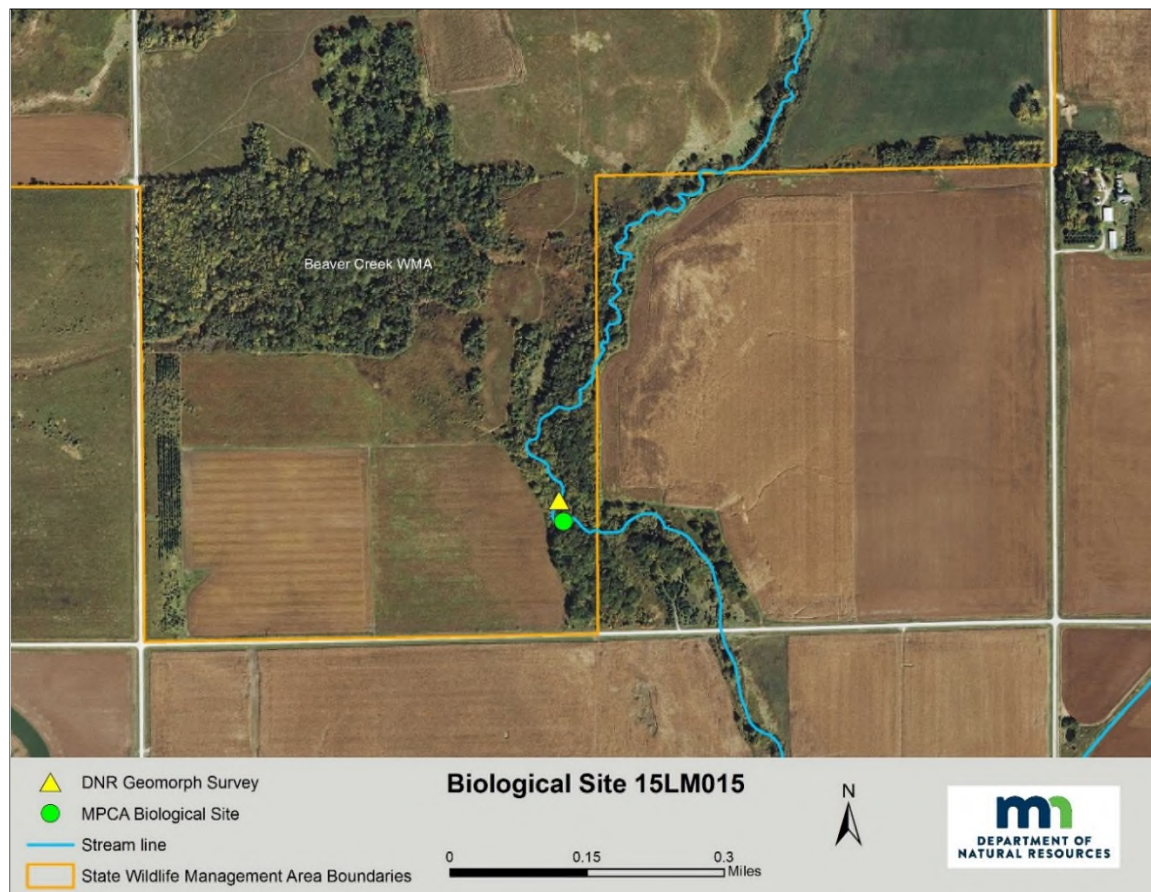 Beaver Creek WMA
DNR Geomorph Survey
MPCA Biological Site
Stream line
State Wildlife Management Area Boundaries
Biological Site 15LM015
0 0.15 0.3
Miles
N
mn
DEPARTMENT OF
NATURAL RESOURCES